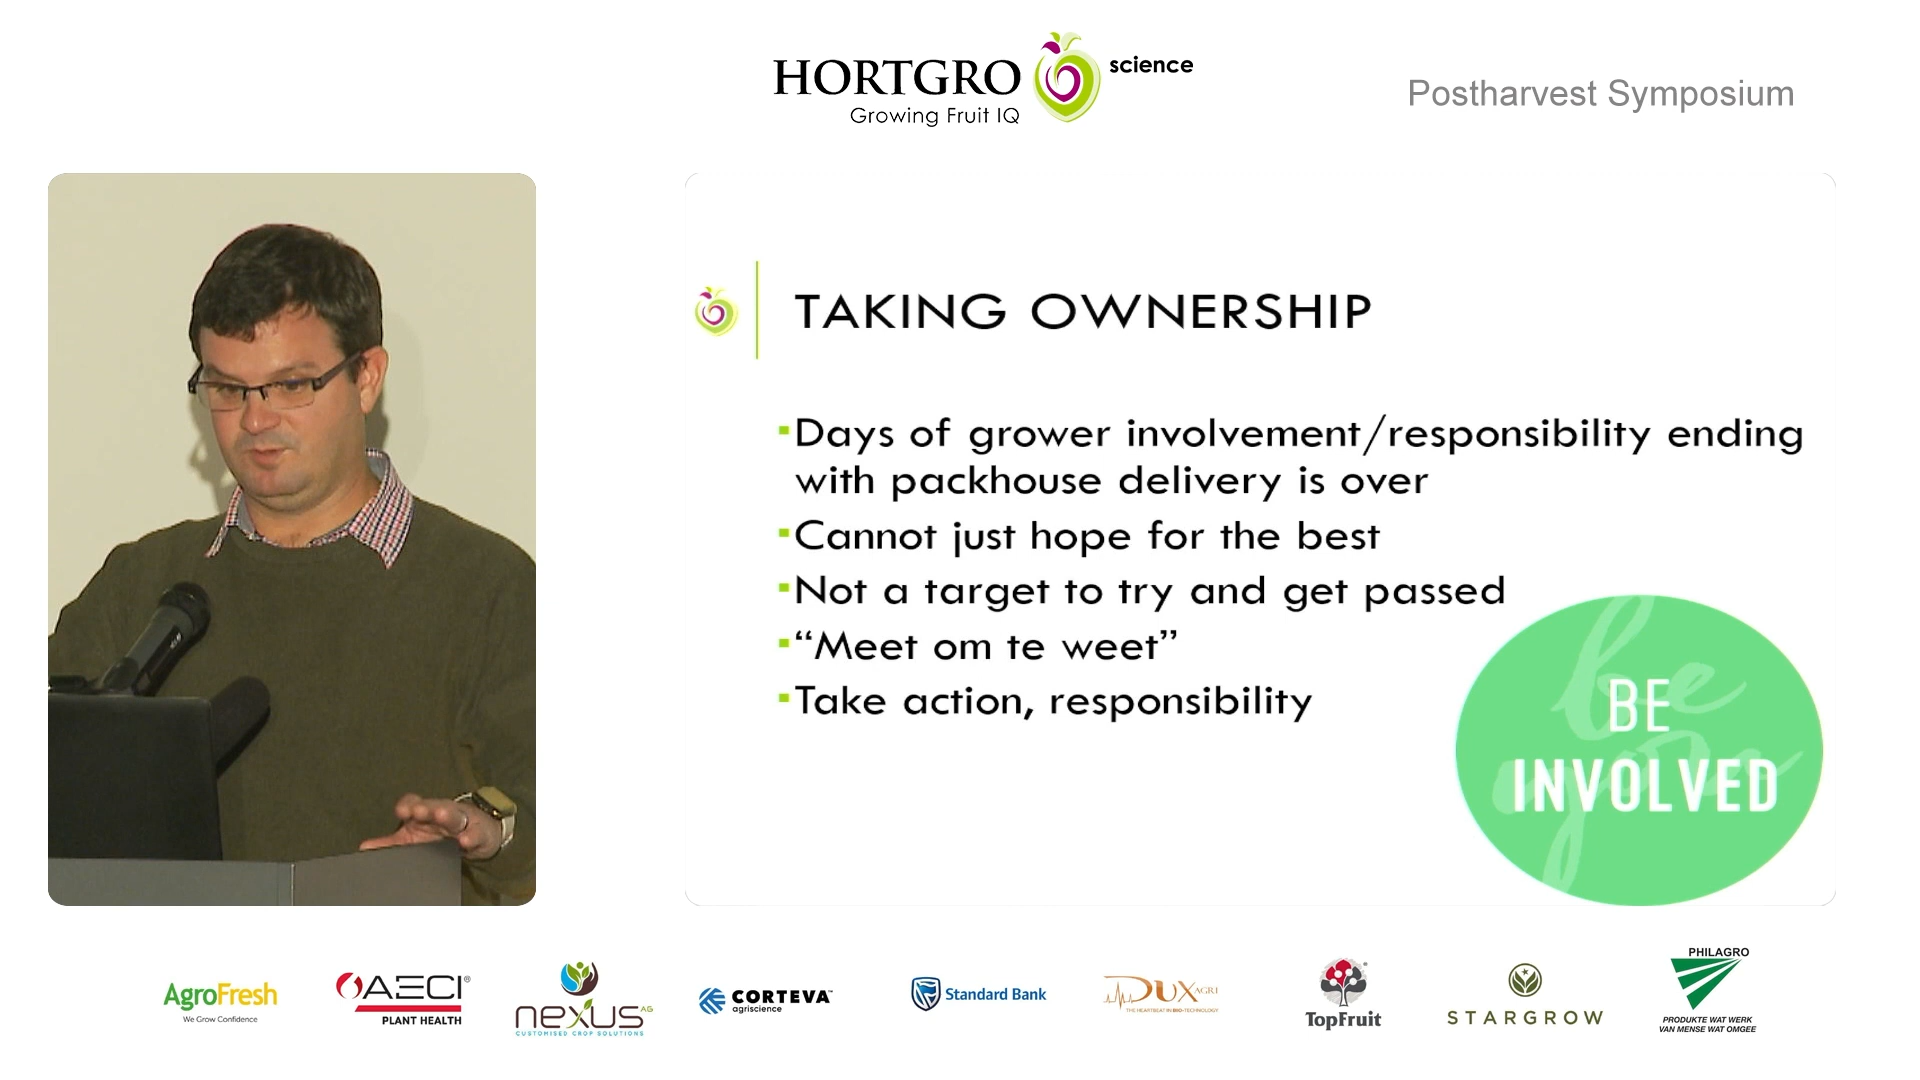 HORTGRO
science
Growing Fruit IQ
Postharvest Symposium
TAKING OWNERSHIP
Days of grower involvement/responsibility ending
with packhouse delivery is over
Cannot just hope for the best
Not a target to try and get passed
“Meet om te weet”
Take action, responsibility
be
you
BE
INVOLVED
AgroFresh
We Grow Confidence
AECI®
PLANT HEALTH
nexus AG
CUSTOMISED CROP SOLUTIONS
CORTEVA™
agriscience
Standard Bank
DUX AGRI
THE HEARTBEAT IN BIO-TECHNOLOGY
TopFruit
STARGROW
PHILAGRO
PRODUKTE WAT WERK
VAN MENSE WAT OMGEE